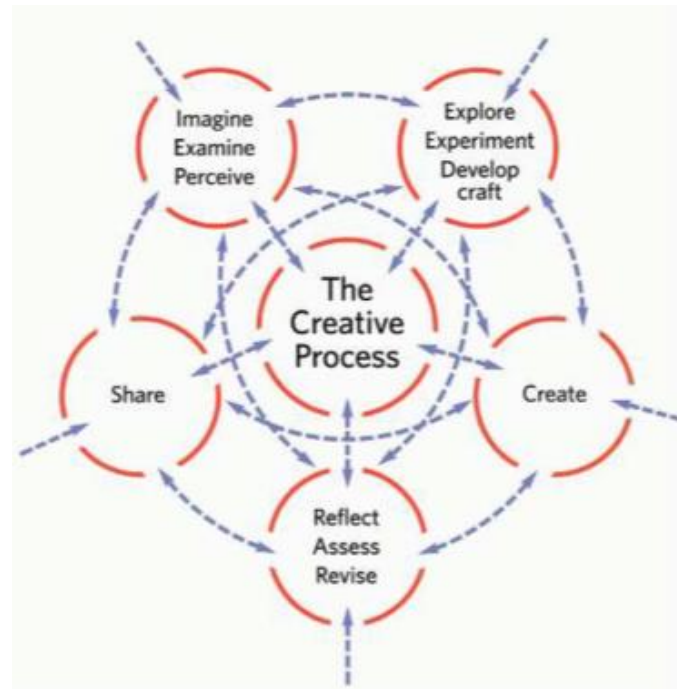 Imagine
Examine
Perceive
Explore
Experiment
Develop
craft
The
Creative
Process
Share
Create
Reflect
Assess
Revise